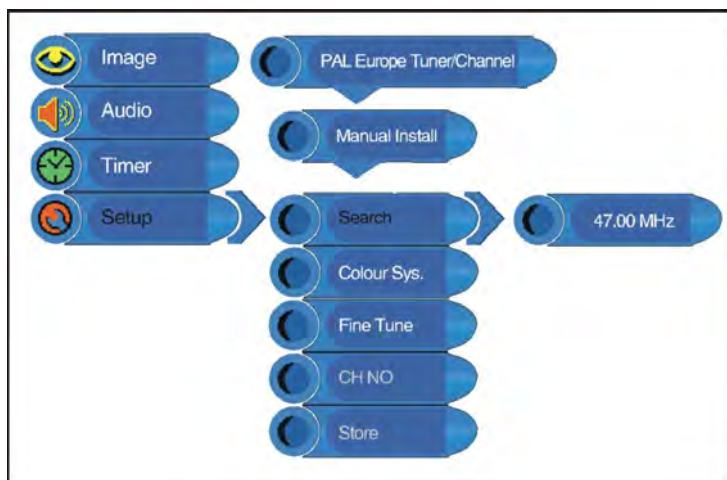 Image
Audio
Timer
Setup
PAL Europe Tuner/Channel
Manual Install
Search
Colour Sys.
Fine Tune
CH NO
Store
47.00 MHz